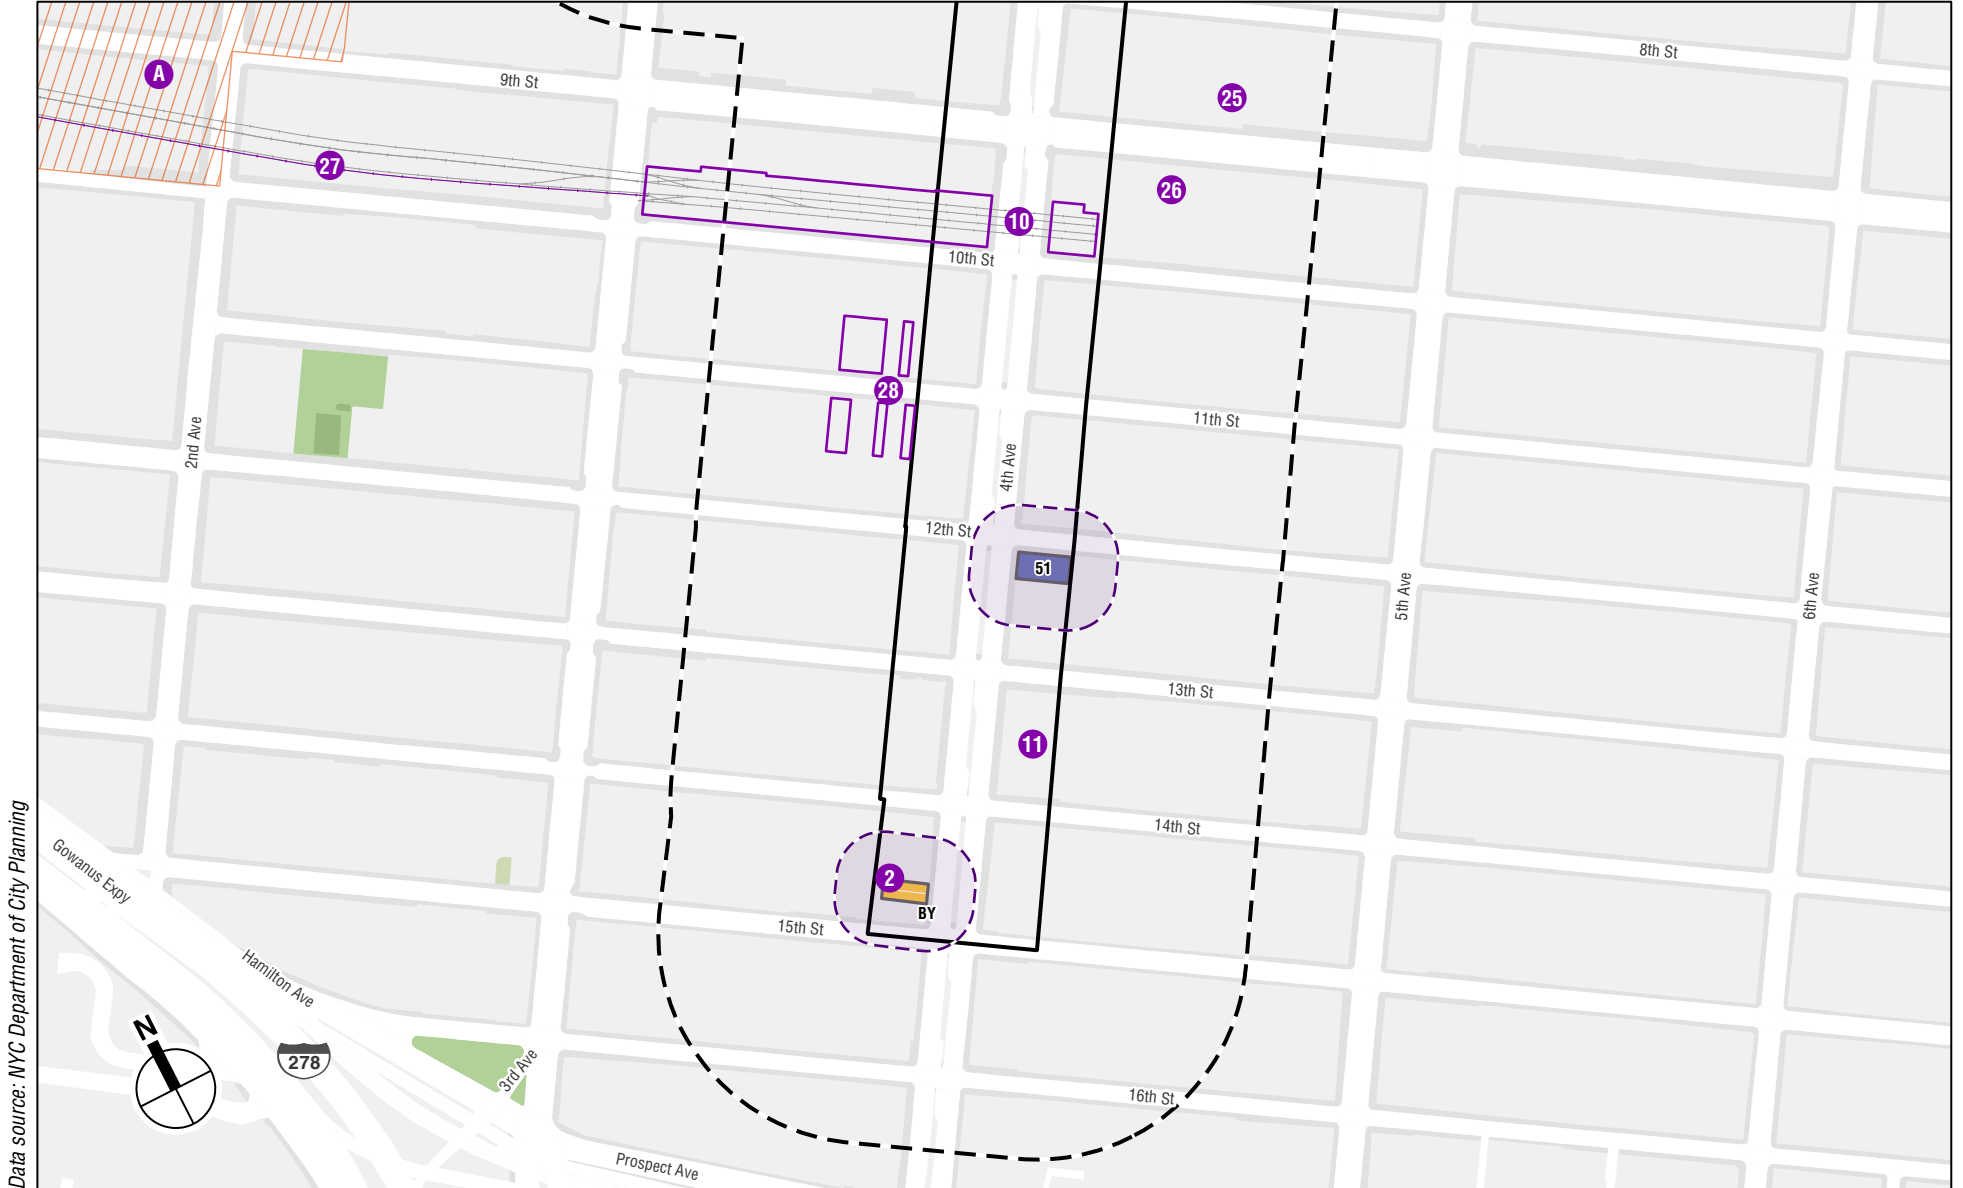 8th St
9th St
A
25
27
26
10
10th St
28
11th St
2nd Ave
4th Ave
12th St
51
5th Ave
6th Ave
13th St
11
14th St
Gowanus Expy
2
BY
15th St
Hamilton Ave
N
278
3rd Ave
16th St
Prospect Ave
Data source: NYC Department of City Planning